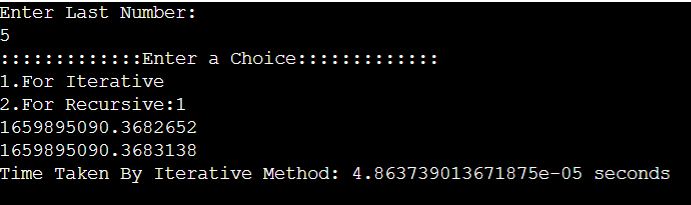 Enter Last Number:
5
:::::::::::::Enter a Choice:::::::::::::
1.For Iterative
2.For Recursive:1
1659895090.3682652
1659895090.3683138
Time Taken By Iterative Method: 4.863739013671875e-05 seconds